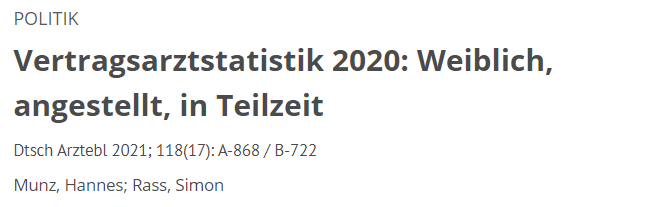 POLITIK
Vertragsarztstatistik 2020: Weiblich,
angestellt, in Teilzeit
Dtsch Arztebl 2021; 118(17): A-868 / B-722
Munz, Hannes; Rass, Simon